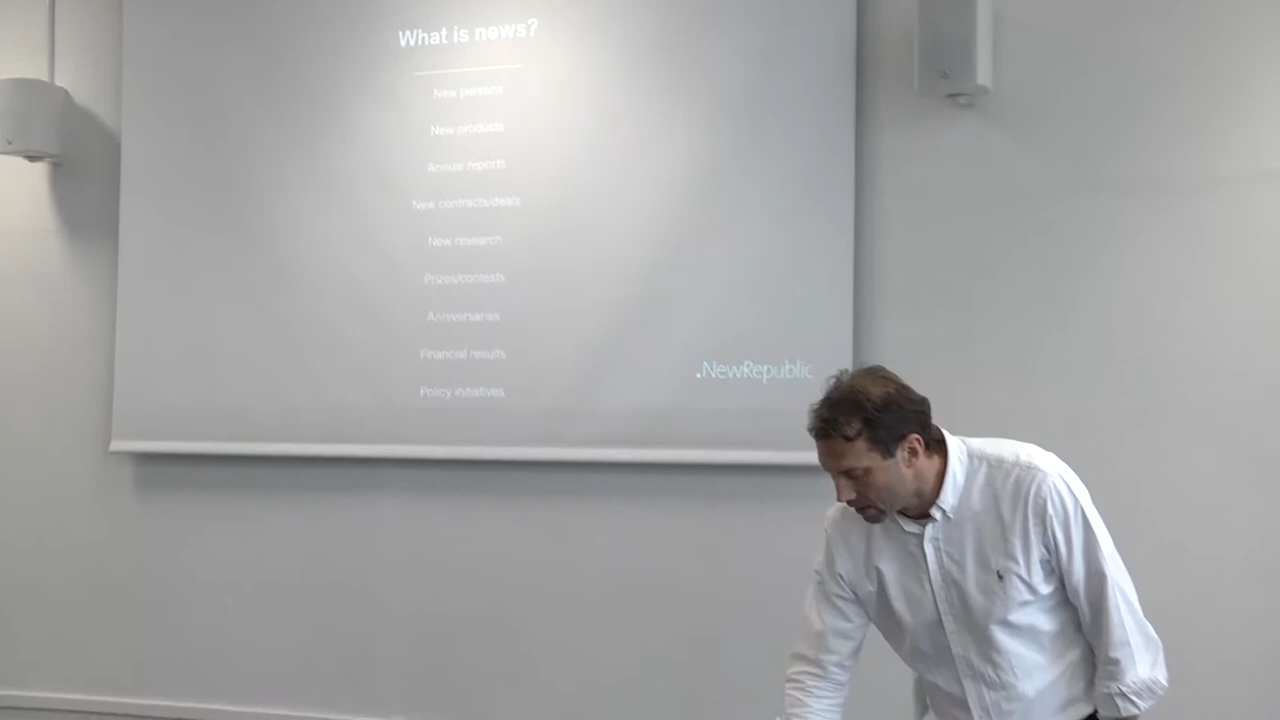 What is news?
New persons
New products
Annual reports
New contracts/deals
New research
Prizes/contests
Anniversaries
Financial results
Policy initiatives
.NewRepublic